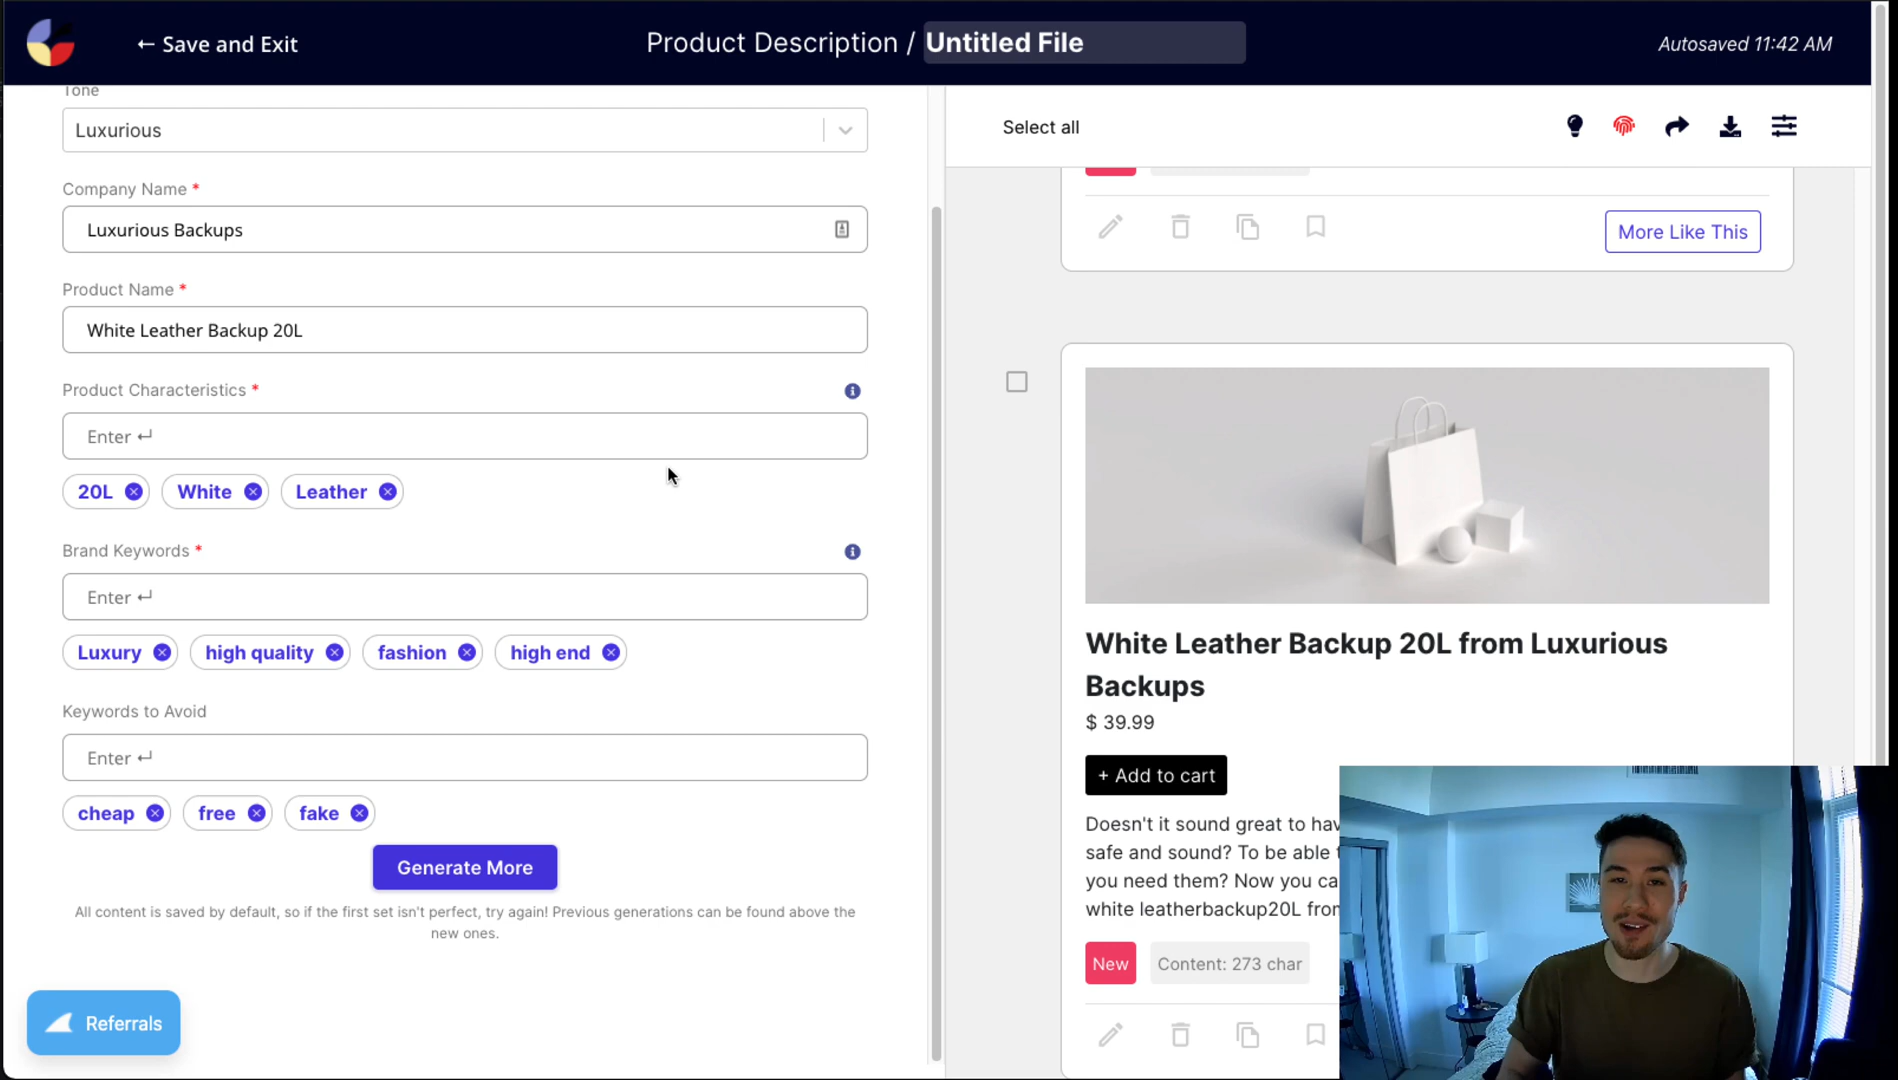 ← Save and Exit
Product Description / Untitled File
Autosaved 11:42 AM
Tone
Luxurious
Company Name *
Luxurious Backups
Product Name *
White Leather Backup 20L
Product Characteristics *
Enter ↵
20L
White
Leather
Brand Keywords *
Enter ↵
Luxury
high quality
fashion
high end
Keywords to Avoid
Enter ↵
cheap
free
fake
Generate More
All content is saved by default, so if the first set isn't perfect, try again! Previous generations can be found above the
new ones.
Referrals
Select all
More Like This
White Leather Backup 20L from Luxurious
Backups
$ 39.99
+ Add to cart
Doesn't it sound great to hav
safe and sound? To be able
you need them? Now you ca
white leatherbackup20L fron
New
Content: 273 char